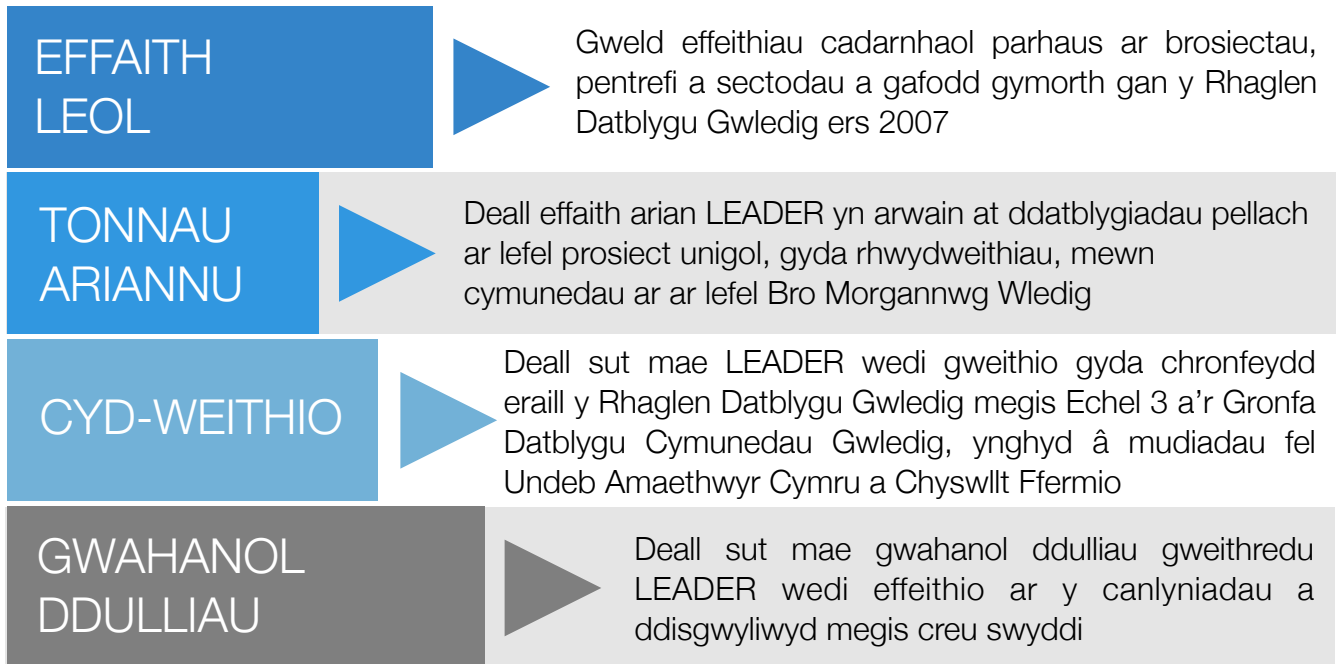 EFFAITH
LEOL
Gweld effeithiau cadarnhaol parhaus ar brosiectau,
pentrefi a sectodau a gafodd gymorth gan y Rhaglen
Datblygu Gwledig ers 2007
TONNAU
ARIANNU
Deall effaith arian LEADER yn arwain at ddatblygiadau pellach
ar lefel prosiect unigol, gyda rhwydweithiau, mewn
cymunedau ar ar lefel Bro Morgannwg Wledig
CYD-WEITHIO
Deall sut mae LEADER wedi gweithio gyda chronfeydd
eraill y Rhaglen Datblygu Gwledig megis Echel 3 a'r Gronfa
Datblygu Cymunedau Gwledig, ynghyd â mudiadau fel
Undeb Amaethwyr Cymru a Chyswllt Ffermio
GWAHANOL
DDULLIAU
Deall sut mae gwahanol ddulliau gweithredu
LEADER wedi effeithio ar y canlyniadau a
ddisgwyliwyd megis creu swyddi